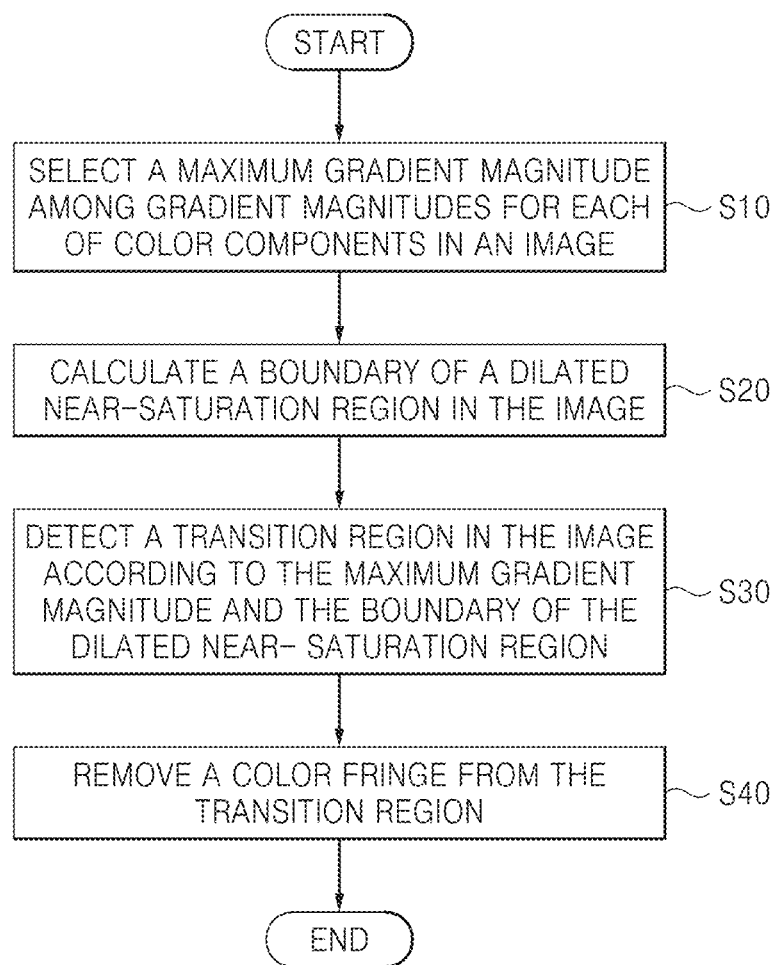 START
SELECT A MAXIMUM GRADIENT MAGNITUDE
AMONG GRADIENT MAGNITUDES FOR EACH
OF COLOR COMPONENTS IN AN IMAGE
S10
CALCULATE A BOUNDARY OF A DILATED
NEAR-SATURATION REGION IN THE IMAGE
S20
DETECT A TRANSITION REGION IN THE IMAGE
ACCORDING TO THE MAXIMUM GRADIENT
MAGNITUDE AND THE BOUNDARY OF THE
DILATED NEAR- SATURATION REGION
S30
REMOVE A COLOR FRINGE FROM THE
TRANSITION REGION
S40
END